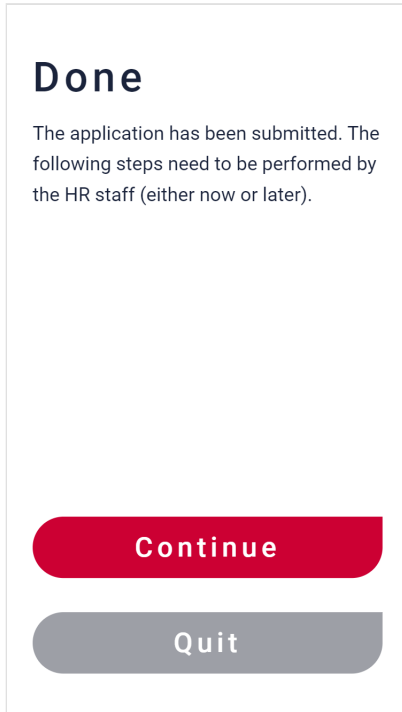 Done
The application has been submitted. The
following steps need to be performed by
the HR staff (either now or later).
Continue
Quit